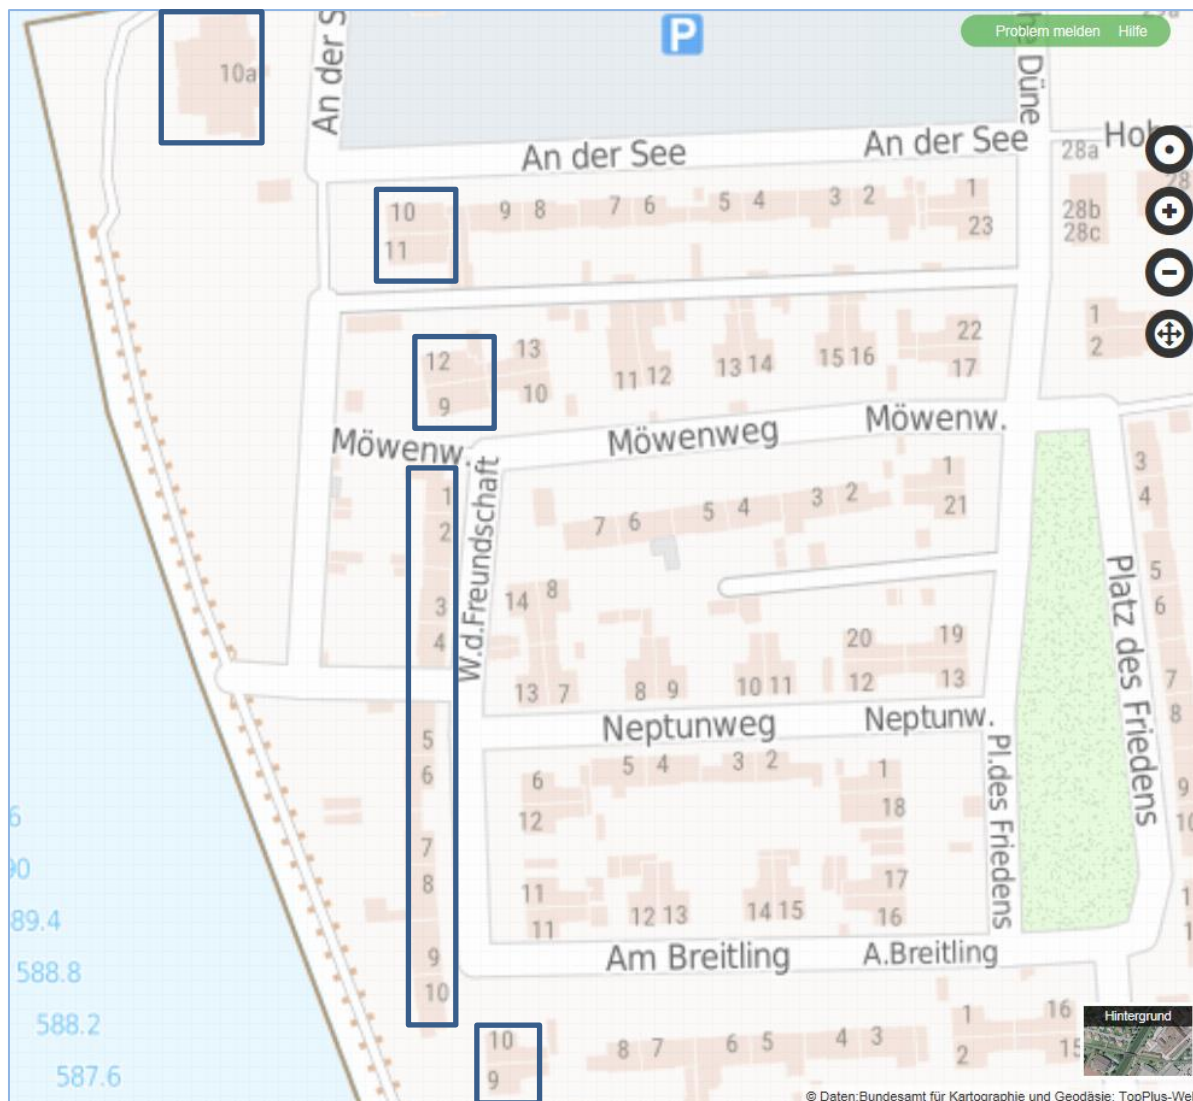 Problem melden Hilfe
P
10a
An der S
Düne
An der See
An der See
28a
Hoh
28b
28c
28
10
11
9 8 7 6 5 4 3 2 1
23
12
9
13
10
11 12
13 14
15 16
22
17
1
2
Möwenw.
Möwenweg
Möwenw.
W.d.Freundschaft
1
2
3
4
7 6 5 4 3 2 1
21
3
4
5
6
7
8
9
10
Platz des Friedens
14 8
13 7
8 9
10 11
20 19
12 13
Neptunweg
Neptunw.
Pl.des Friedens
5
6
7
8
9
10
6
12
5 4 3 2 1
18
11
11
12 13
14 15
17
16
6
90
89.4
588.8
588.2
587.6
Am Breitling
A.Breitling
10
9
8 7 6 5 4 3
1
2
16
15
Hintergrund
© Daten:Bundesamt für Kartographie und Geodäsie; TopPlus-We